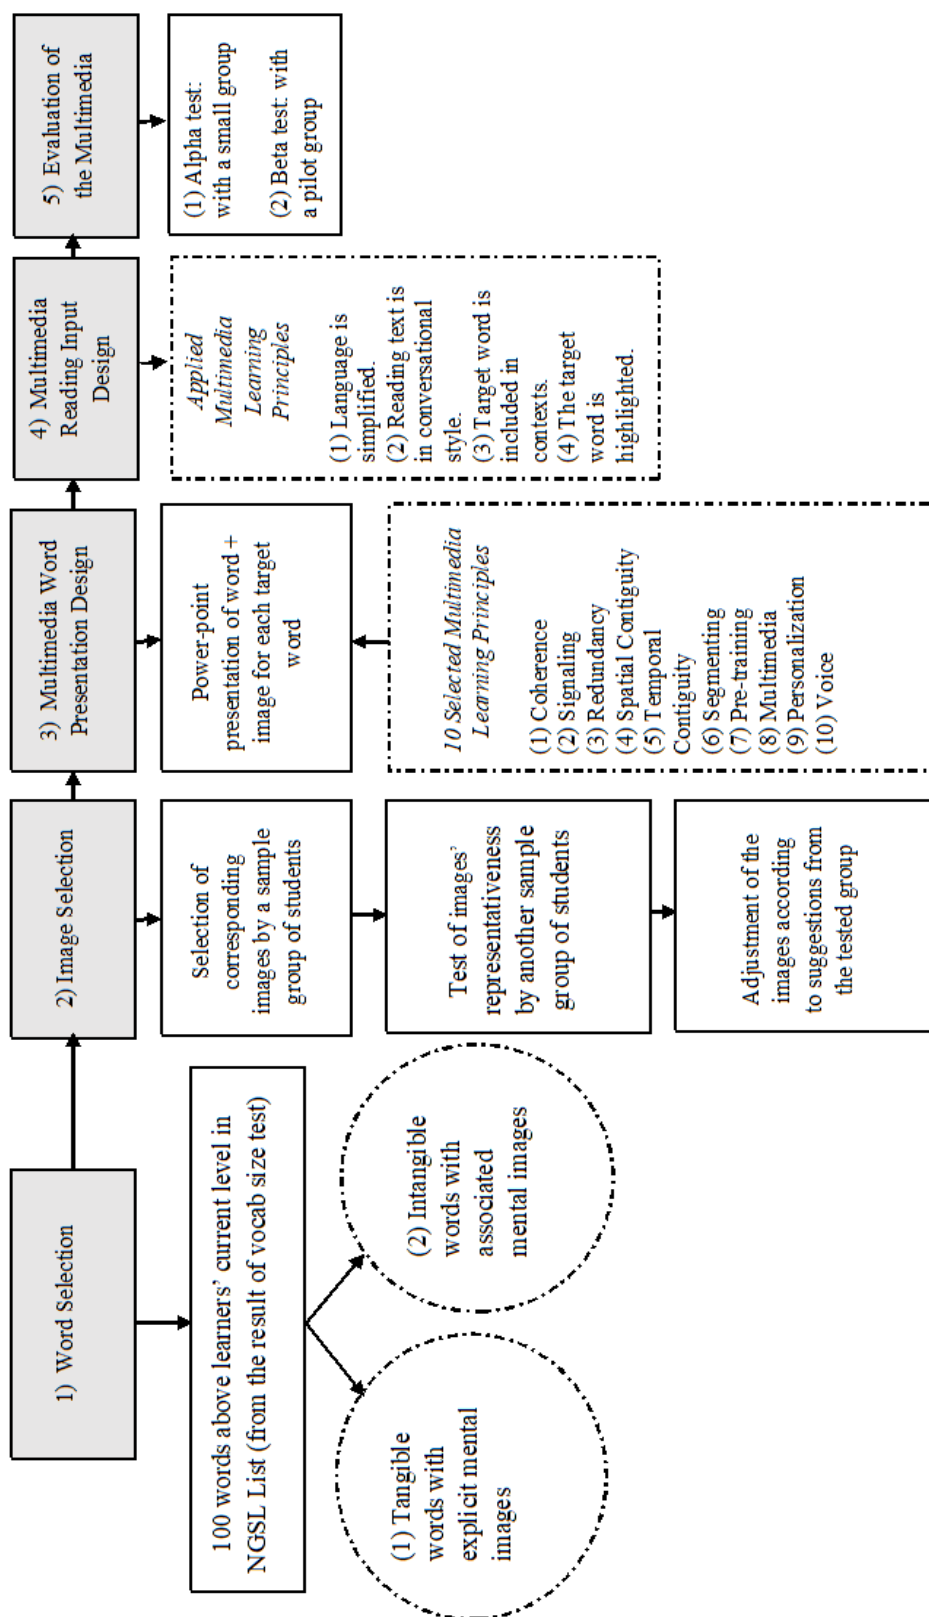 1) Word Selection
100 words above learners’ current level in
NGSL List (from the result of vocab size test)
(1) Tangible
words with
explicit mental
images
(2) Intangible
words with
associated
mental images
2) Image Selection
Selection of
corresponding
images by a sample
group of students
Test of images’
representativeness
by another sample
group of students
Adjustment of the
images according
to suggestions from
the tested group
3) Multimedia Word
Presentation Design
Power-point
presentation of word +
image for each target
word
10 Selected Multimedia
Learning Principles
(1) Coherence
(2) Signaling
(3) Redundancy
(4) Spatial Contiguity
(5) Temporal
Contiguity
(6) Segmenting
(7) Pre-training
(8) Multimedia
(9) Personalization
(10) Voice
4) Multimedia
Reading Input
Design
Applied
Multimedia
Learning
Principles
(1) Language is
simplified.
(2) Reading text is
in conversational
style.
(3) Target word is
included in
contexts.
(4) The target
word is
highlighted.
5) Evaluation of
the Multimedia
(1) Alpha test:
with a small group
(2) Beta test: with
a pilot group